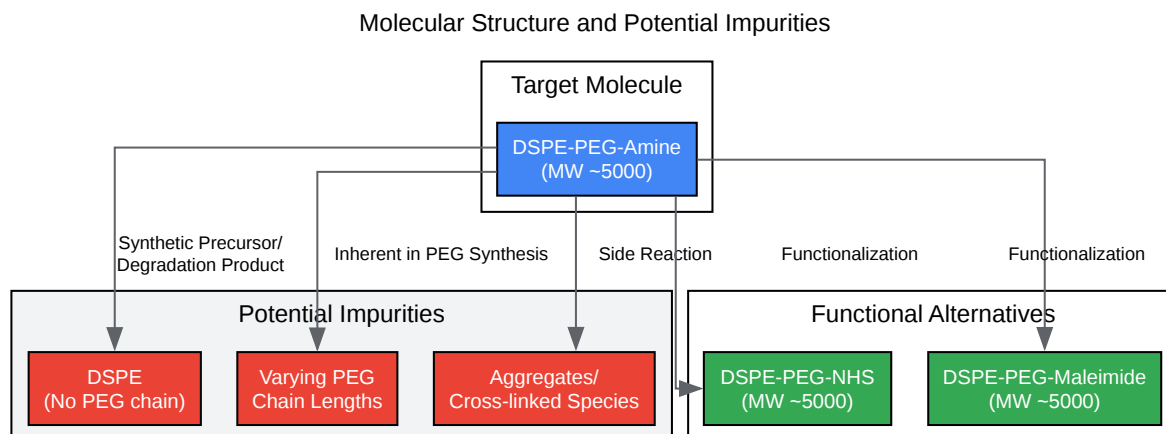 Molecular Structure and Potential Impurities
Target Molecule
DSPE-PEG-Amine
(MW ~5000)
Synthetic Precursor/
Degradation Product
Inherent in PEG Synthesis
Side Reaction
Functionalization
Functionalization
Potential Impurities
Functional Alternatives
DSPE
(No PEG chain)
Varying PEG
Chain Lengths
Aggregates/
Cross-linked Species
DSPE-PEG-NHS
(MW ~5000)
DSPE-PEG-Maleimide
(MW ~5000)